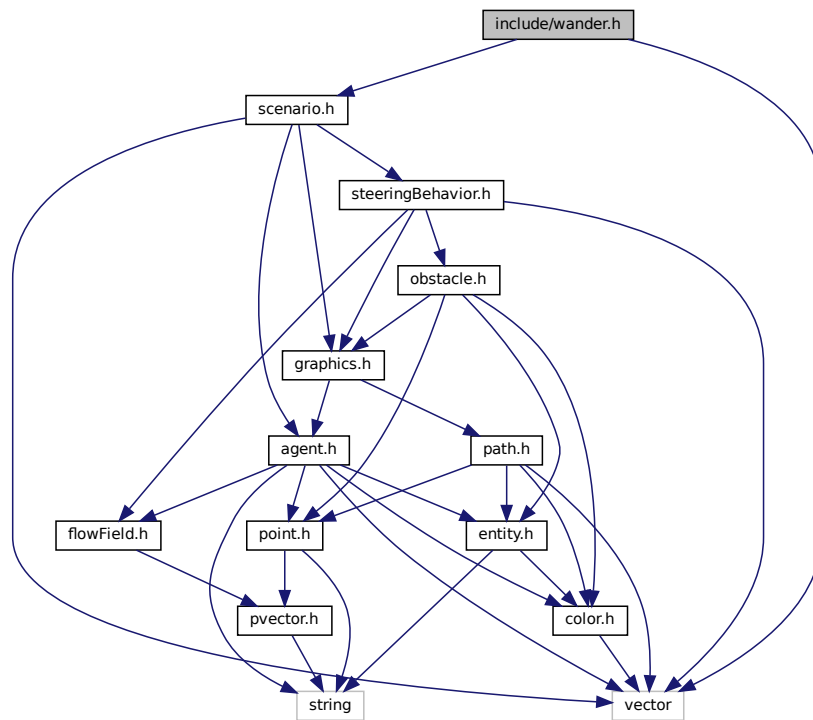 include/wander.h
scenario.h
steeringBehavior.h
obstacle.h
graphics.h
agent.h
path.h
flowField.h
point.h
entity.h
pvector.h
color.h
string
vector